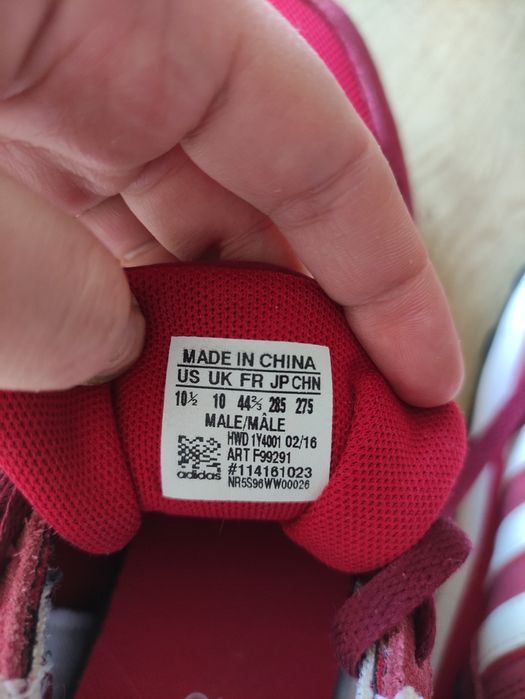 MADE IN CHINA
US UK FR JP CHN
10½ 10 44⅔ 285 275
MALE/MÂLE
HWD 1Y4001 02/16
ART F99291
#114161023
NR5S96WW00026
adidas